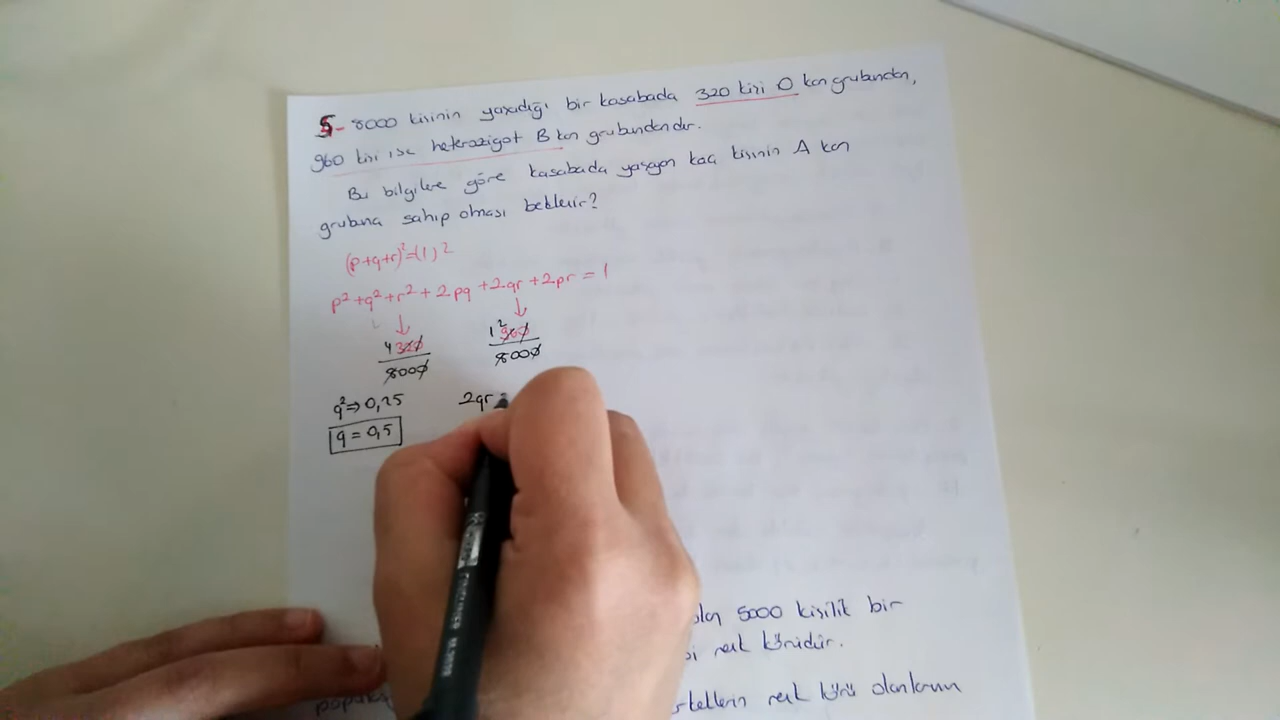 5- 8000 kişinin yaşadığı bir kasabada 320 kişi O kan grubundan,
960 kişi ise heterozigot B kan grubundandır.
Bu bilgilere göre kasabada yaşayan kaç kişinin A kan
grubuna sahip olması beklenir?
(p+q+r)²=(1)²
p²+q²+r²+2pq+2qr+2pr=1
4 320
8000
12 960
8000
q²⇒0,25
q=0,5
2qr
olan 5000 kişilik bir
renk körüdür.
renk körü olanların